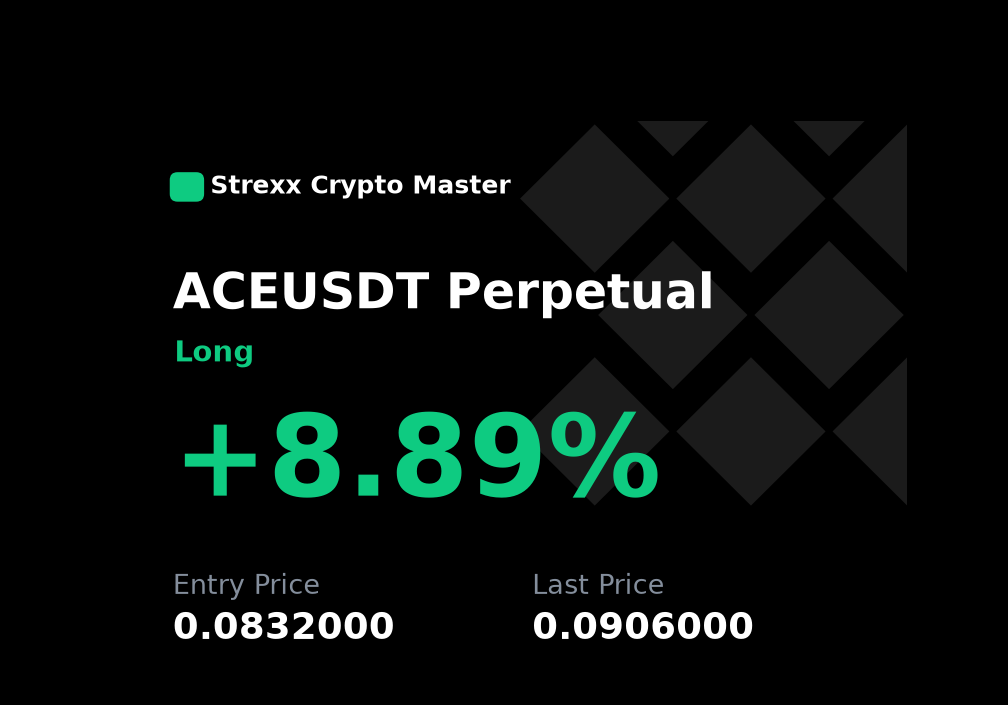 Strexx Crypto Master
ACEUSDT Perpetual
Long
+8.89%
Entry Price Last Price
0.0832000 0.0906000